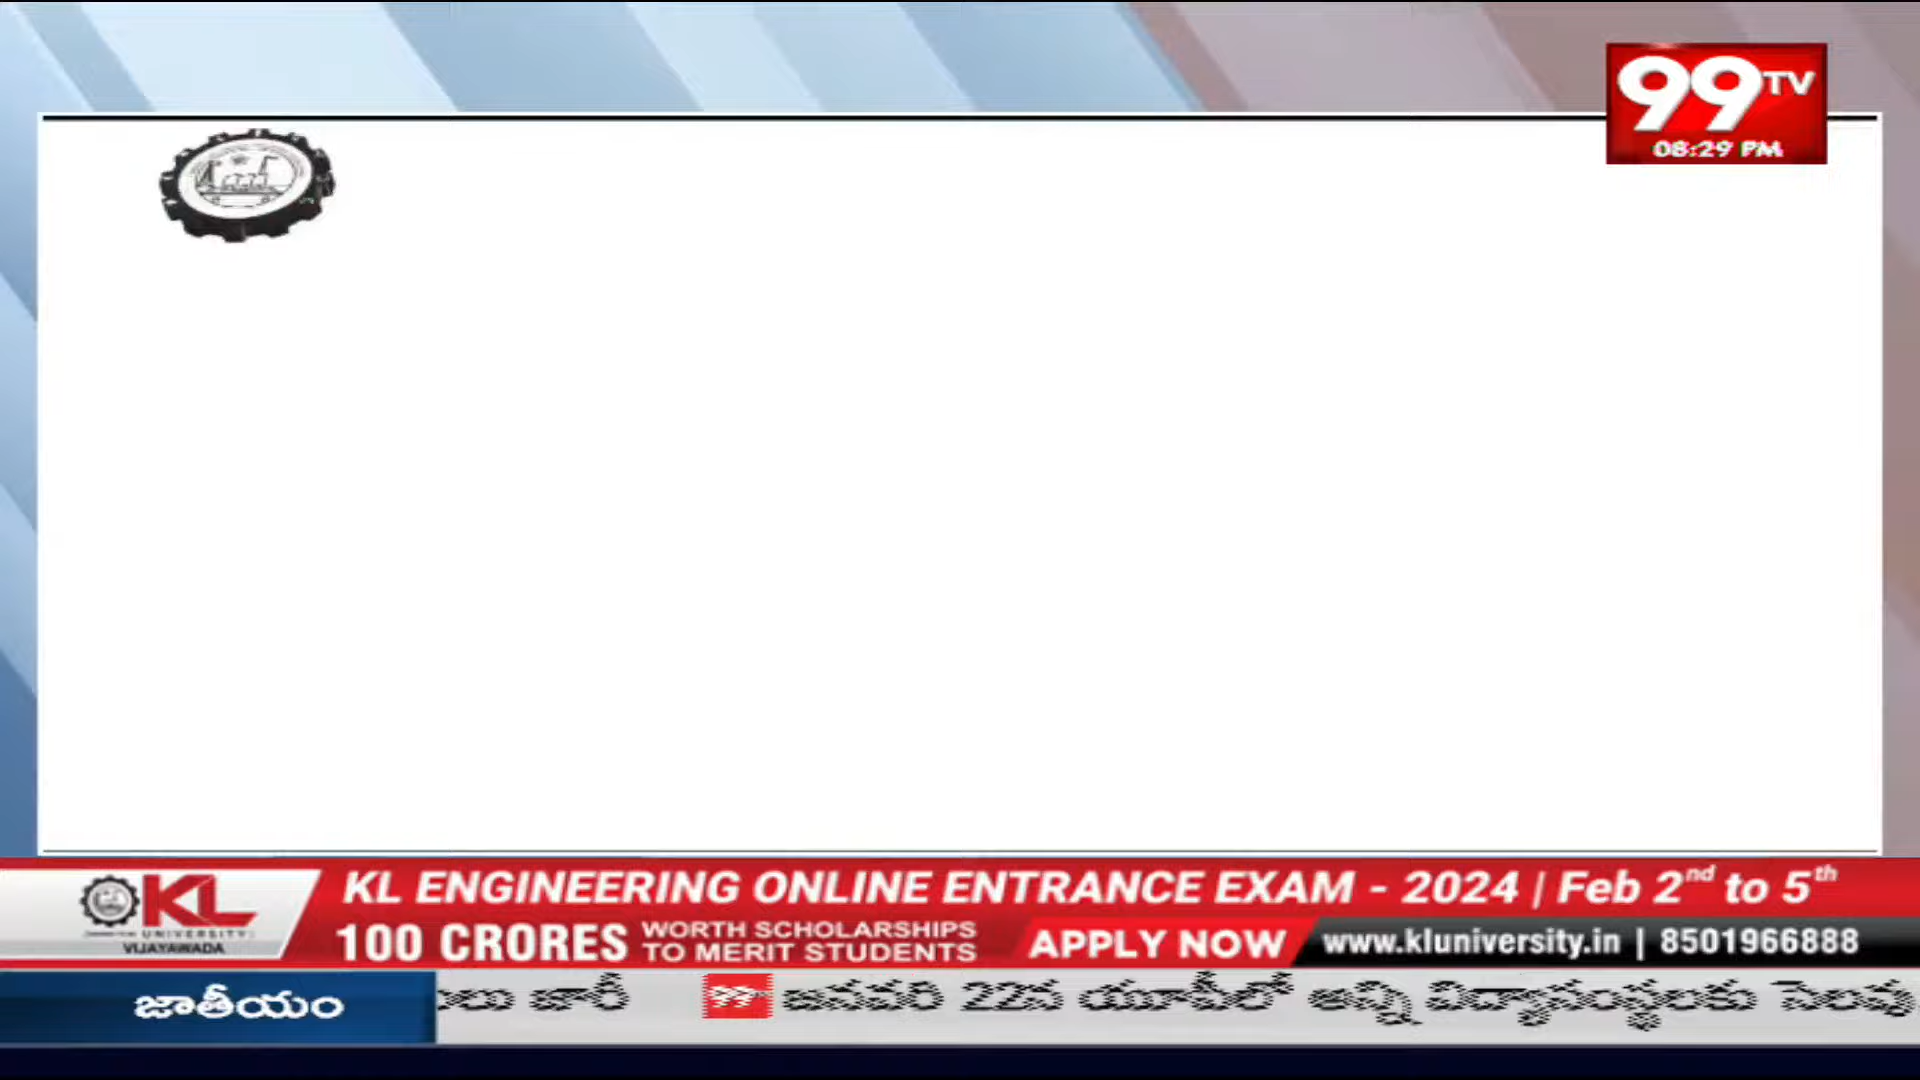 99TV
08:29 PM
KL ENGINEERING ONLINE ENTRANCE EXAM - 2024 | Feb 2nd to 5th
KL
UNIVERSITY
VIJAYAWADA
100 CRORES WORTH SCHOLARSHIPS TO MERIT STUDENTS APPLY NOW www.kluniversity.in | 8501966888
జాతీయం
జారీ 99 జనవరి 22న యూపీలో అన్ని విద్యాసంస్థలకు సెలవు